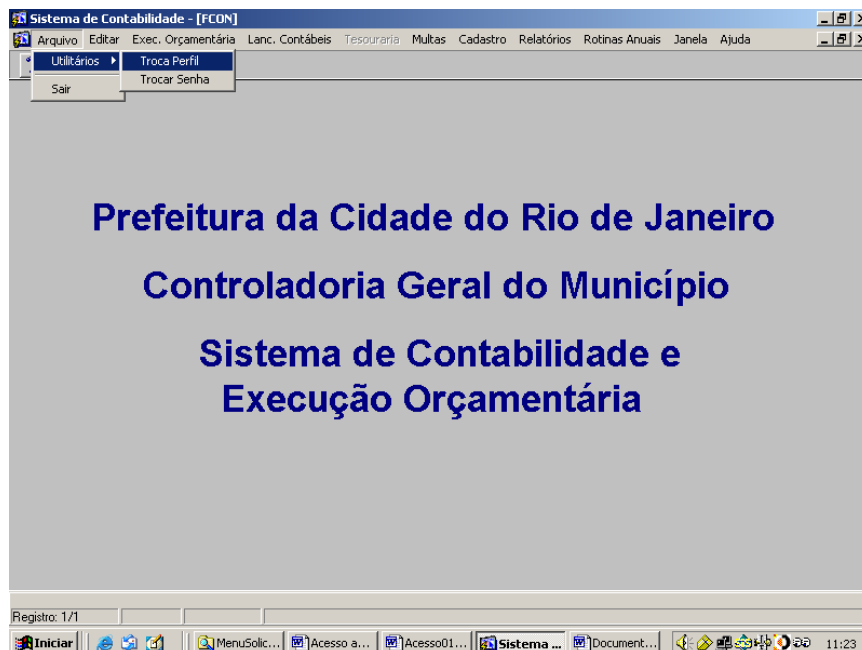 Sistema de Contabilidade - [FCON]
Arquivo Editar Exec. Orçamentária Lanc. Contábeis Tesouraria Multas Cadastro Relatórios Rotinas Anuais Janela Ajuda
Utilitários Troca Perfil
Trocar Senha
Sair
Prefeitura da Cidade do Rio de Janeiro
Controladoria Geral do Município
Sistema de Contabilidade e
Execução Orçamentária
Registro: 1/1
Iniciar MenuSolic... Acesso a... Acesso01... Sistema ... Document... 11:23